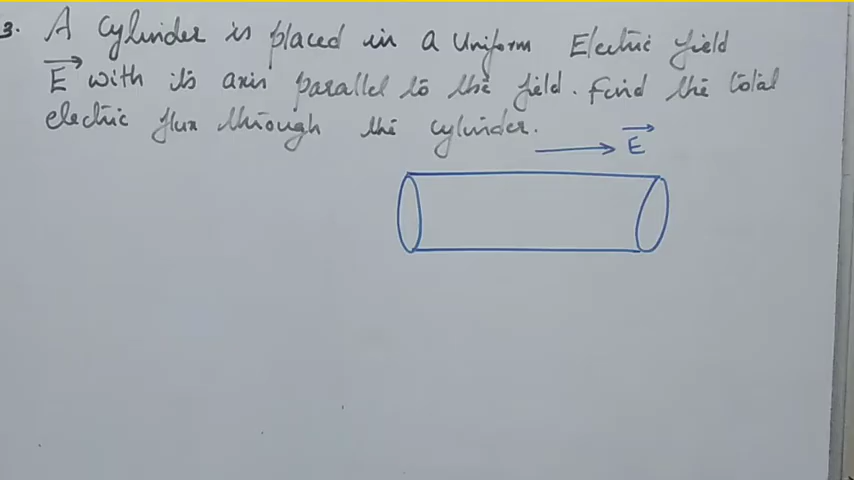 3. A cylinder is placed in a Uniform Electric field
E with its axis parallel to the field. Find the total
electric flux through the cylinder.
E